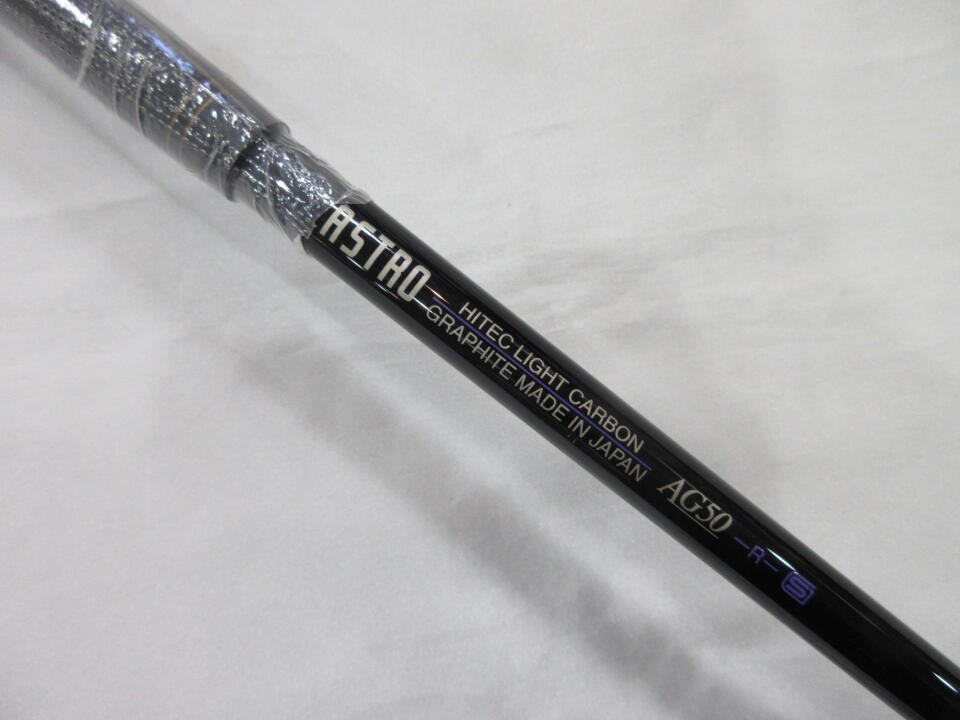 ASTRO
HITEC LIGHT CARBON
GRAPHITE MADE IN JAPAN
AG50
—R— S